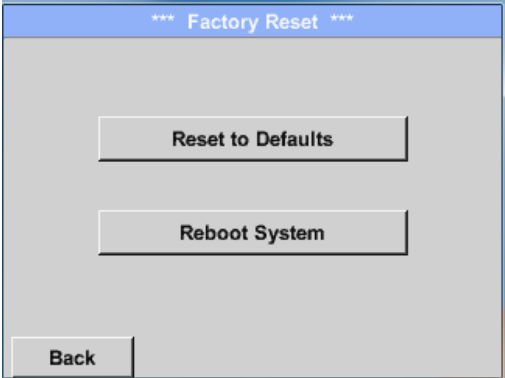 *** Factory Reset ***
Reset to Defaults
Reboot System
Back